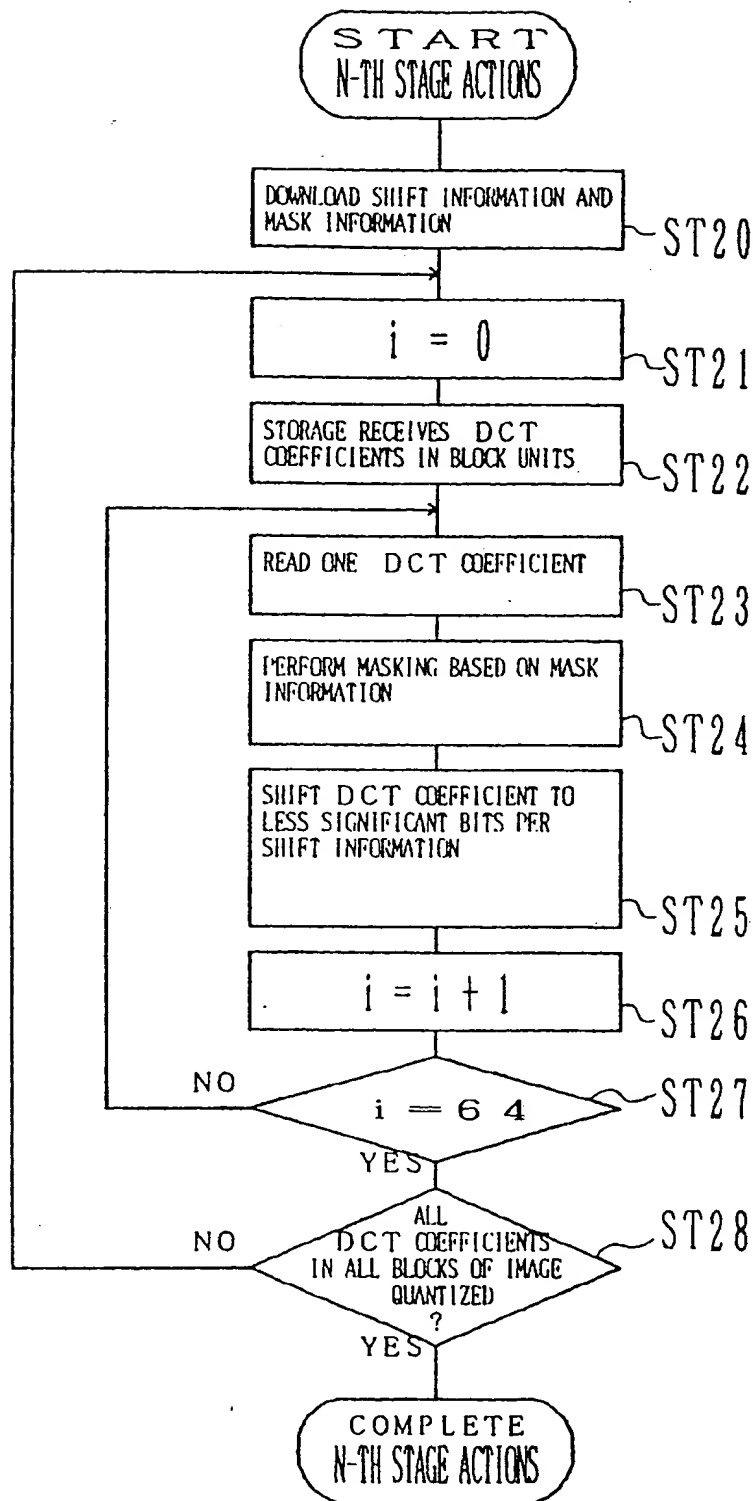 START
N-TH STAGE ACTIONS
DOWNLOAD SHIFT INFORMATION AND
MASK INFORMATION
ST20
i = 0
ST21
STORAGE RECEIVES DCT
COEFFICIENTS IN BLOCK UNITS
ST22
READ ONE DCT COEFFICIENT
ST23
PERFORM MASKING BASED ON MASK
INFORMATION
ST24
SHIFT DCT COEFFICIENT TO
LESS SIGNIFICANT BITS PER
SHIFT INFORMATION
ST25
i = i + 1
ST26
NO
i = 64
ST27
YES
ALL
DCT COEFFICIENTS
IN ALL BLOCKS OF IMAGE
QUANTIZED
?
NO
ST28
YES
COMPLETE
N-TH STAGE ACTIONS